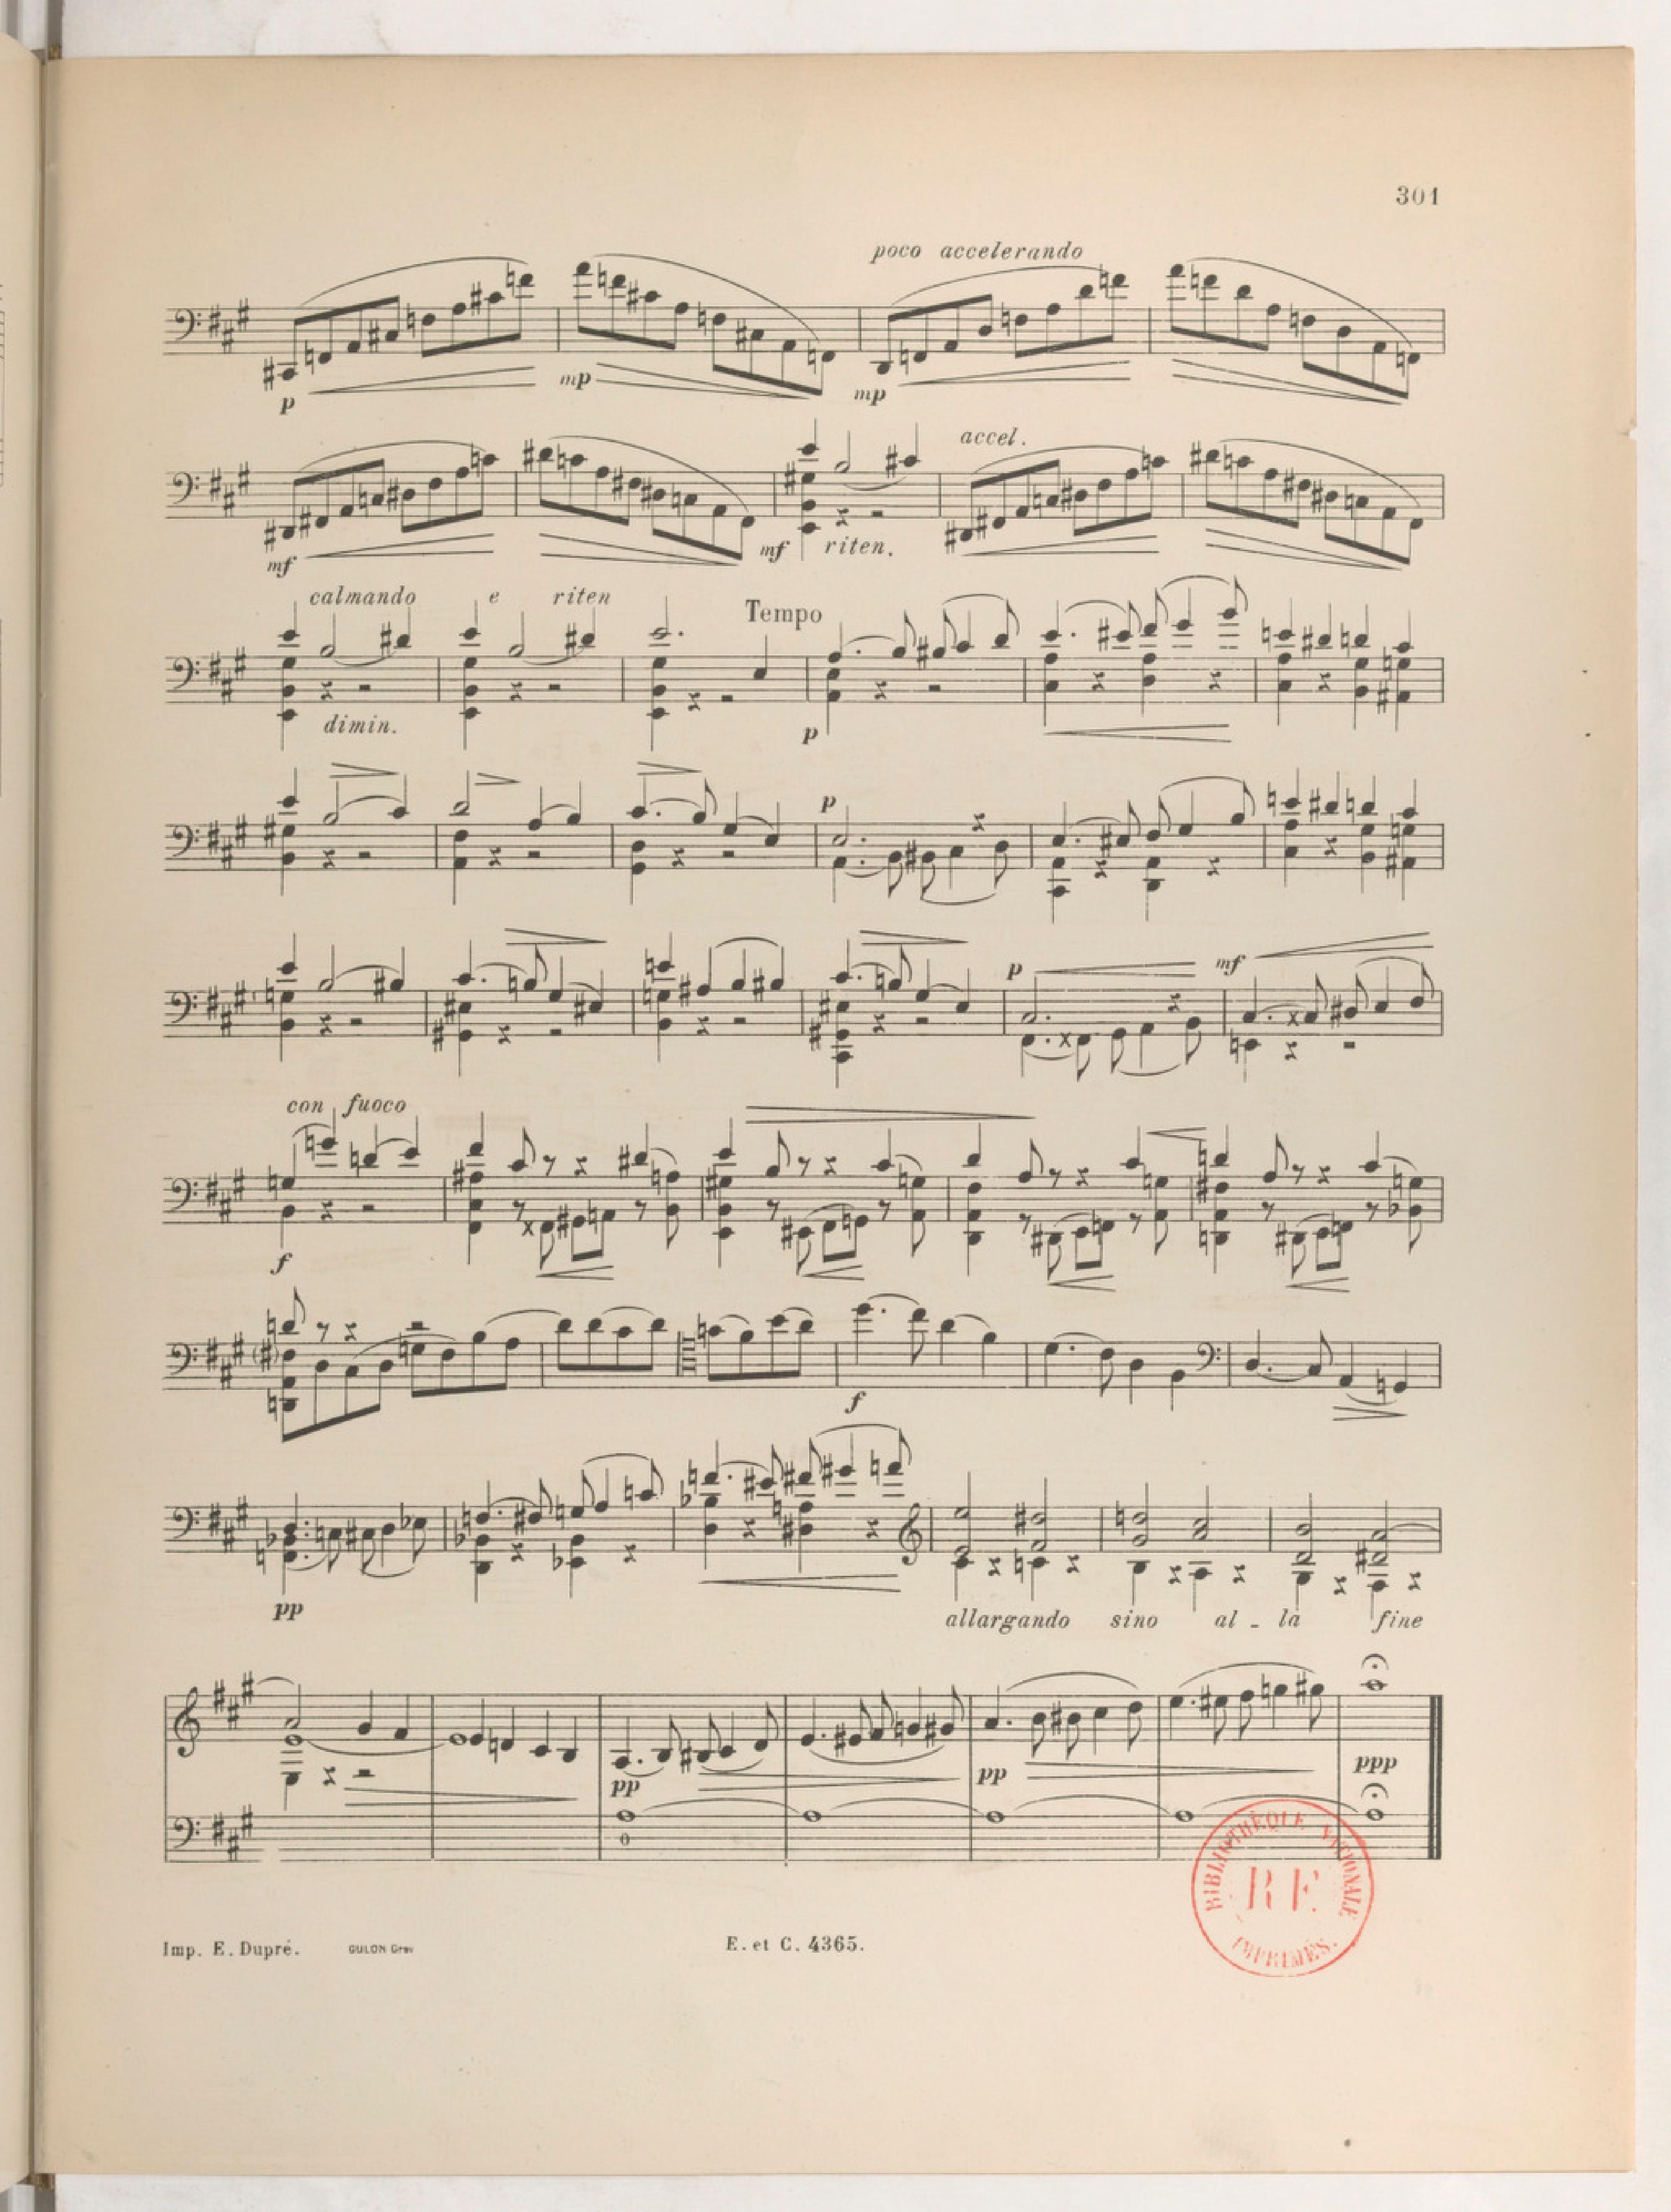 301
poco accelerando
p mp mp
accel.
mf mf riten.
calmando e riten Tempo
dimin. p
p
p mf
con fuoco
f
f
pp
allargando sino al - la fine
pp pp ppp
Imp. E. Dupré. GULON Grav E. et C. 4365.
BIBLIOTHÈQUE NATIONALE
R F
IMPRIMÉS.